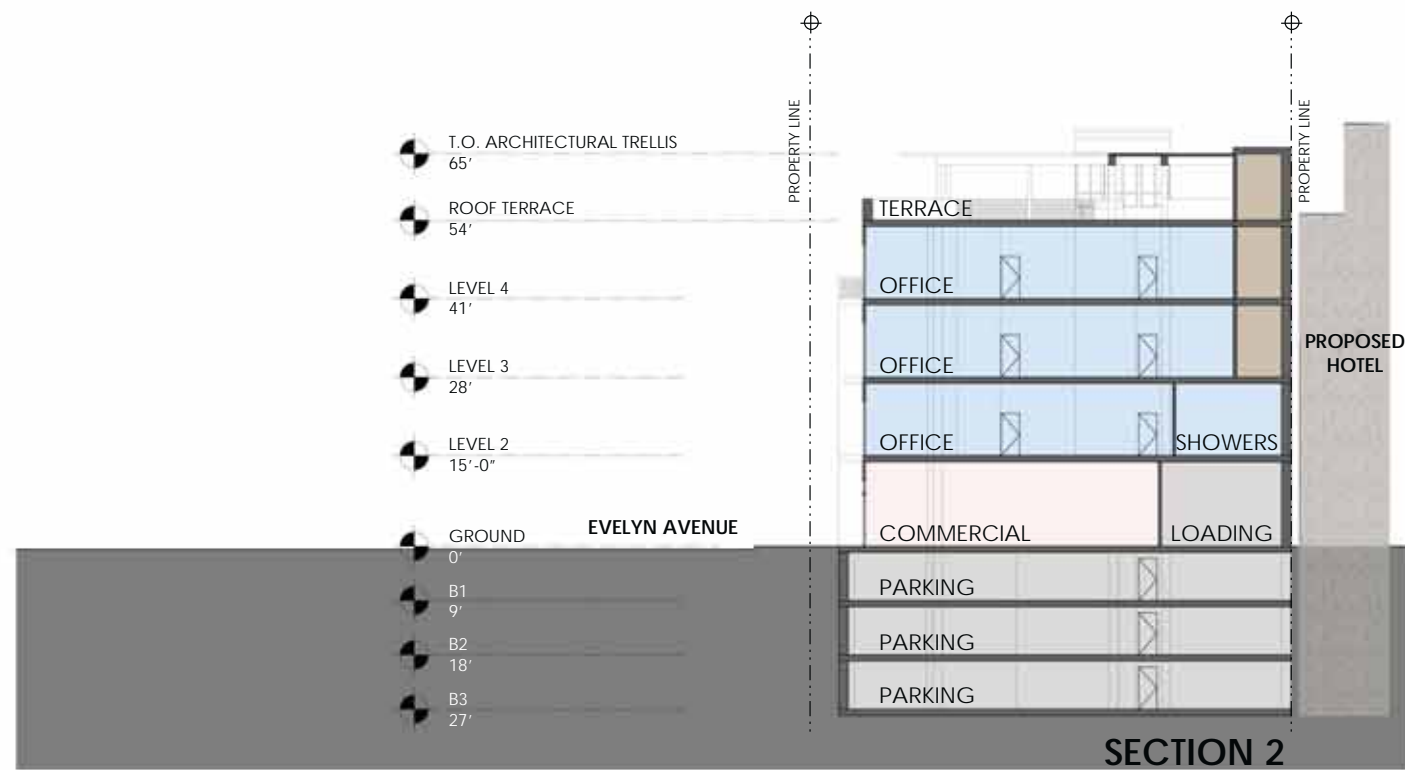 PROPERTY LINE
PROPERTY LINE
T.O. ARCHITECTURAL TRELLIS
65'
ROOF TERRACE
54'
TERRACE
LEVEL 4
41'
OFFICE
LEVEL 3
28'
OFFICE
PROPOSED
HOTEL
LEVEL 2
15'-0"
OFFICE
SHOWERS
GROUND
0'
EVELYN AVENUE
COMMERCIAL
LOADING
B1
9'
PARKING
B2
18'
PARKING
B3
27'
PARKING
SECTION 2